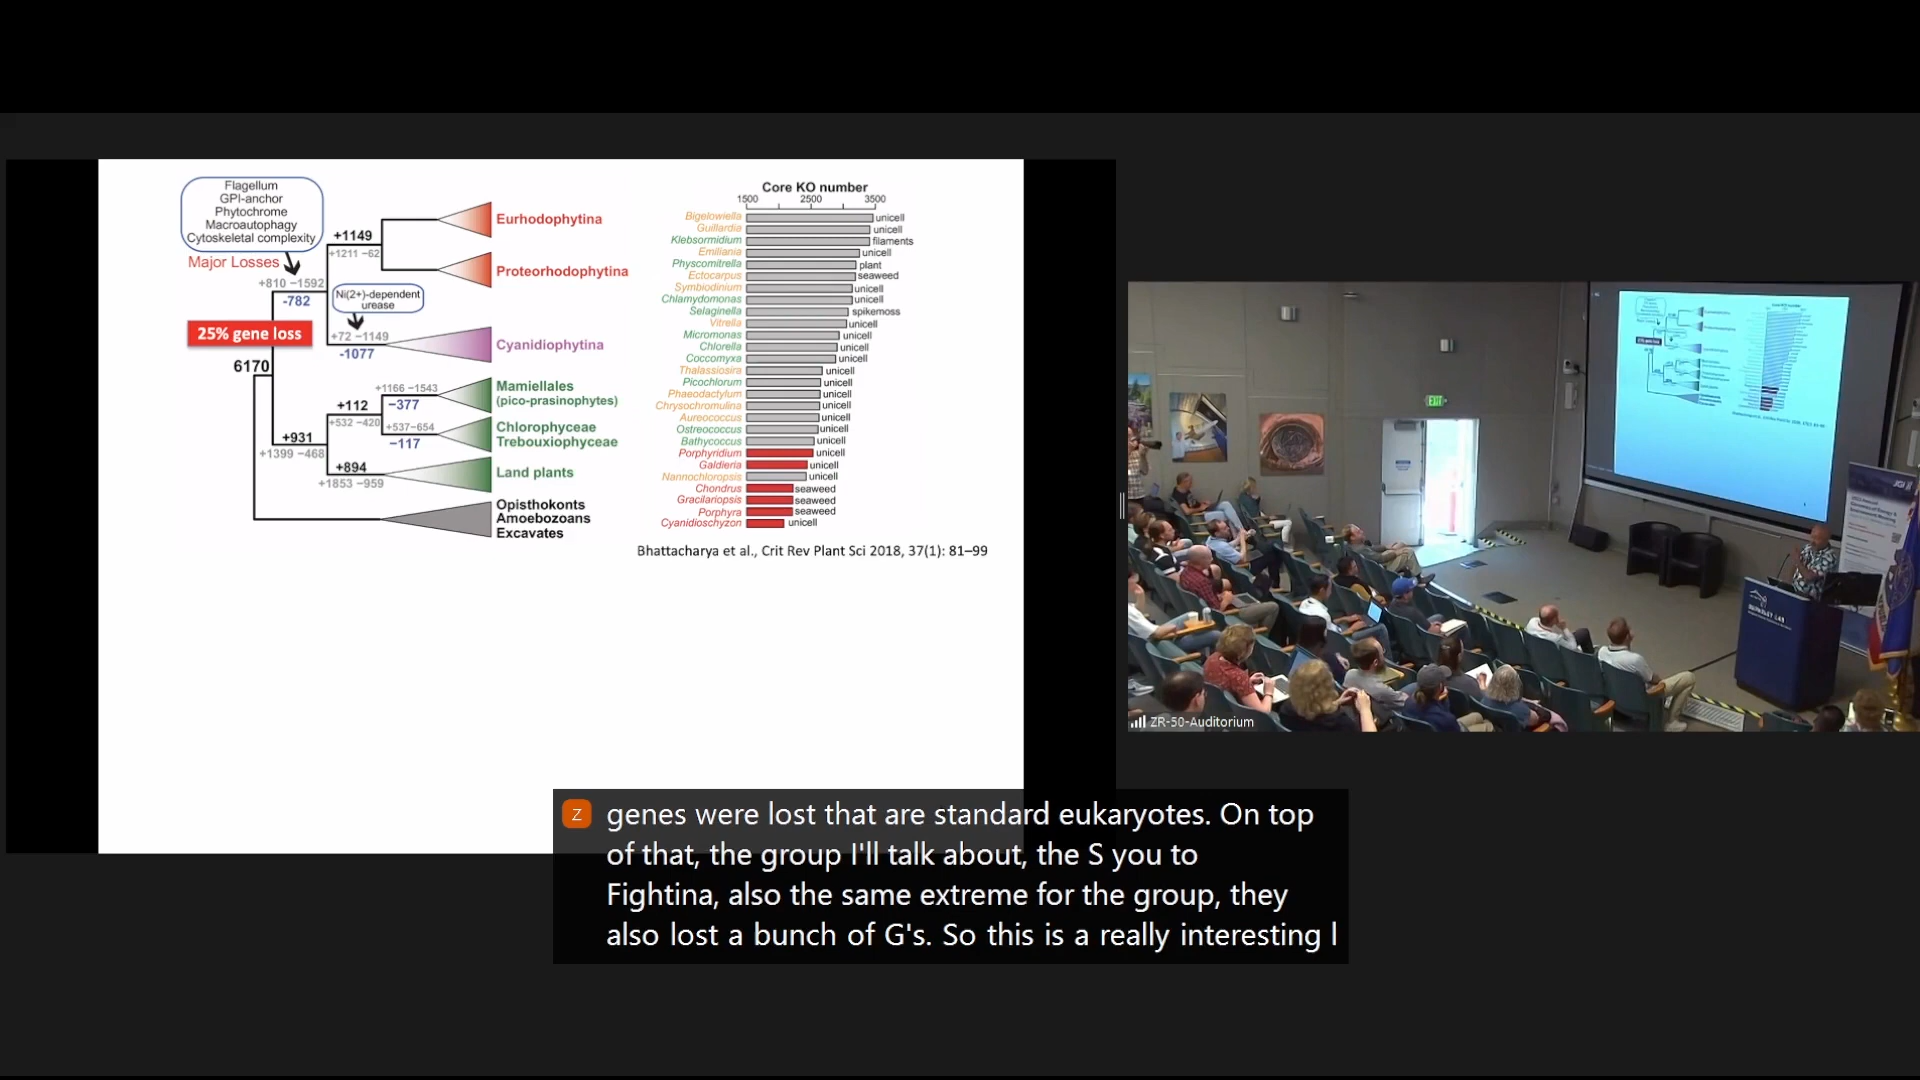 Flagellum
GPI-anchor
Phytochrome
Macroautophagy
Cytoskeletal complexity
Major Losses
+810 −1592
-782
25% gene loss
6170
+1149
+1211 −62
Ni(2+)-dependent
urease
+72 −1149
-1077
+1166 −1543
−377
+112
+532 −420
+537−654
−117
+931
+1399 −468
+894
+1853 −959
Eurhodophytina
Proteorhodophytina
Cyanidiophytina
Mamiellales
(pico-prasinophytes)
Chlorophyceae
Trebouxiophyceae
Land plants
Opisthokonts
Amoebozoans
Excavates
Core KO number
1500 2500 3500
Bigelowiella unicell
Guillardia unicell
Klebsormidium filaments
Emiliania unicell
Physcomitrella plant
Ectocarpus seaweed
Symbiodinium unicell
Chlamydomonas unicell
Selaginella spikemoss
Vitrella unicell
Micromonas unicell
Chlorella unicell
Coccomyxa unicell
Thalassiosira unicell
Picochlorum unicell
Phaeodactylum unicell
Chrysochromulina unicell
Aureococcus unicell
Ostreococcus unicell
Bathycoccus unicell
Porphyridium unicell
Galdieria unicell
Nannochloropsis unicell
Chondrus seaweed
Gracilariopsis seaweed
Porphyra seaweed
Cyanidioschyzon unicell
Bhattacharya et al., Crit Rev Plant Sci 2018, 37(1): 81–99
EXIT
JGI
BERKELEY LAB
ZR-50-Auditorium
Z
genes were lost that are standard eukaryotes. On top
of that, the group I'll talk about, the S you to
Fightina, also the same extreme for the group, they
also lost a bunch of G's. So this is a really interesting l